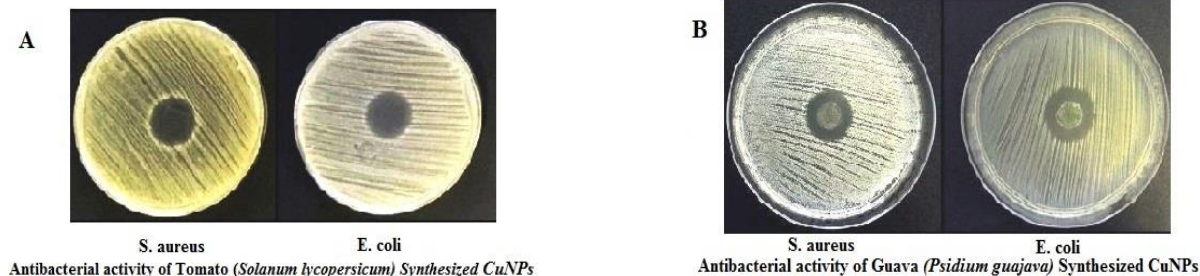 A
B
S. aureus
E. coli
Antibacterial activity of Tomato (Solanum lycopersicum) Synthesized CuNPs
S. aureus
E. coli
Antibacterial activity of Guava (Psidium guajava) Synthesized CuNPs